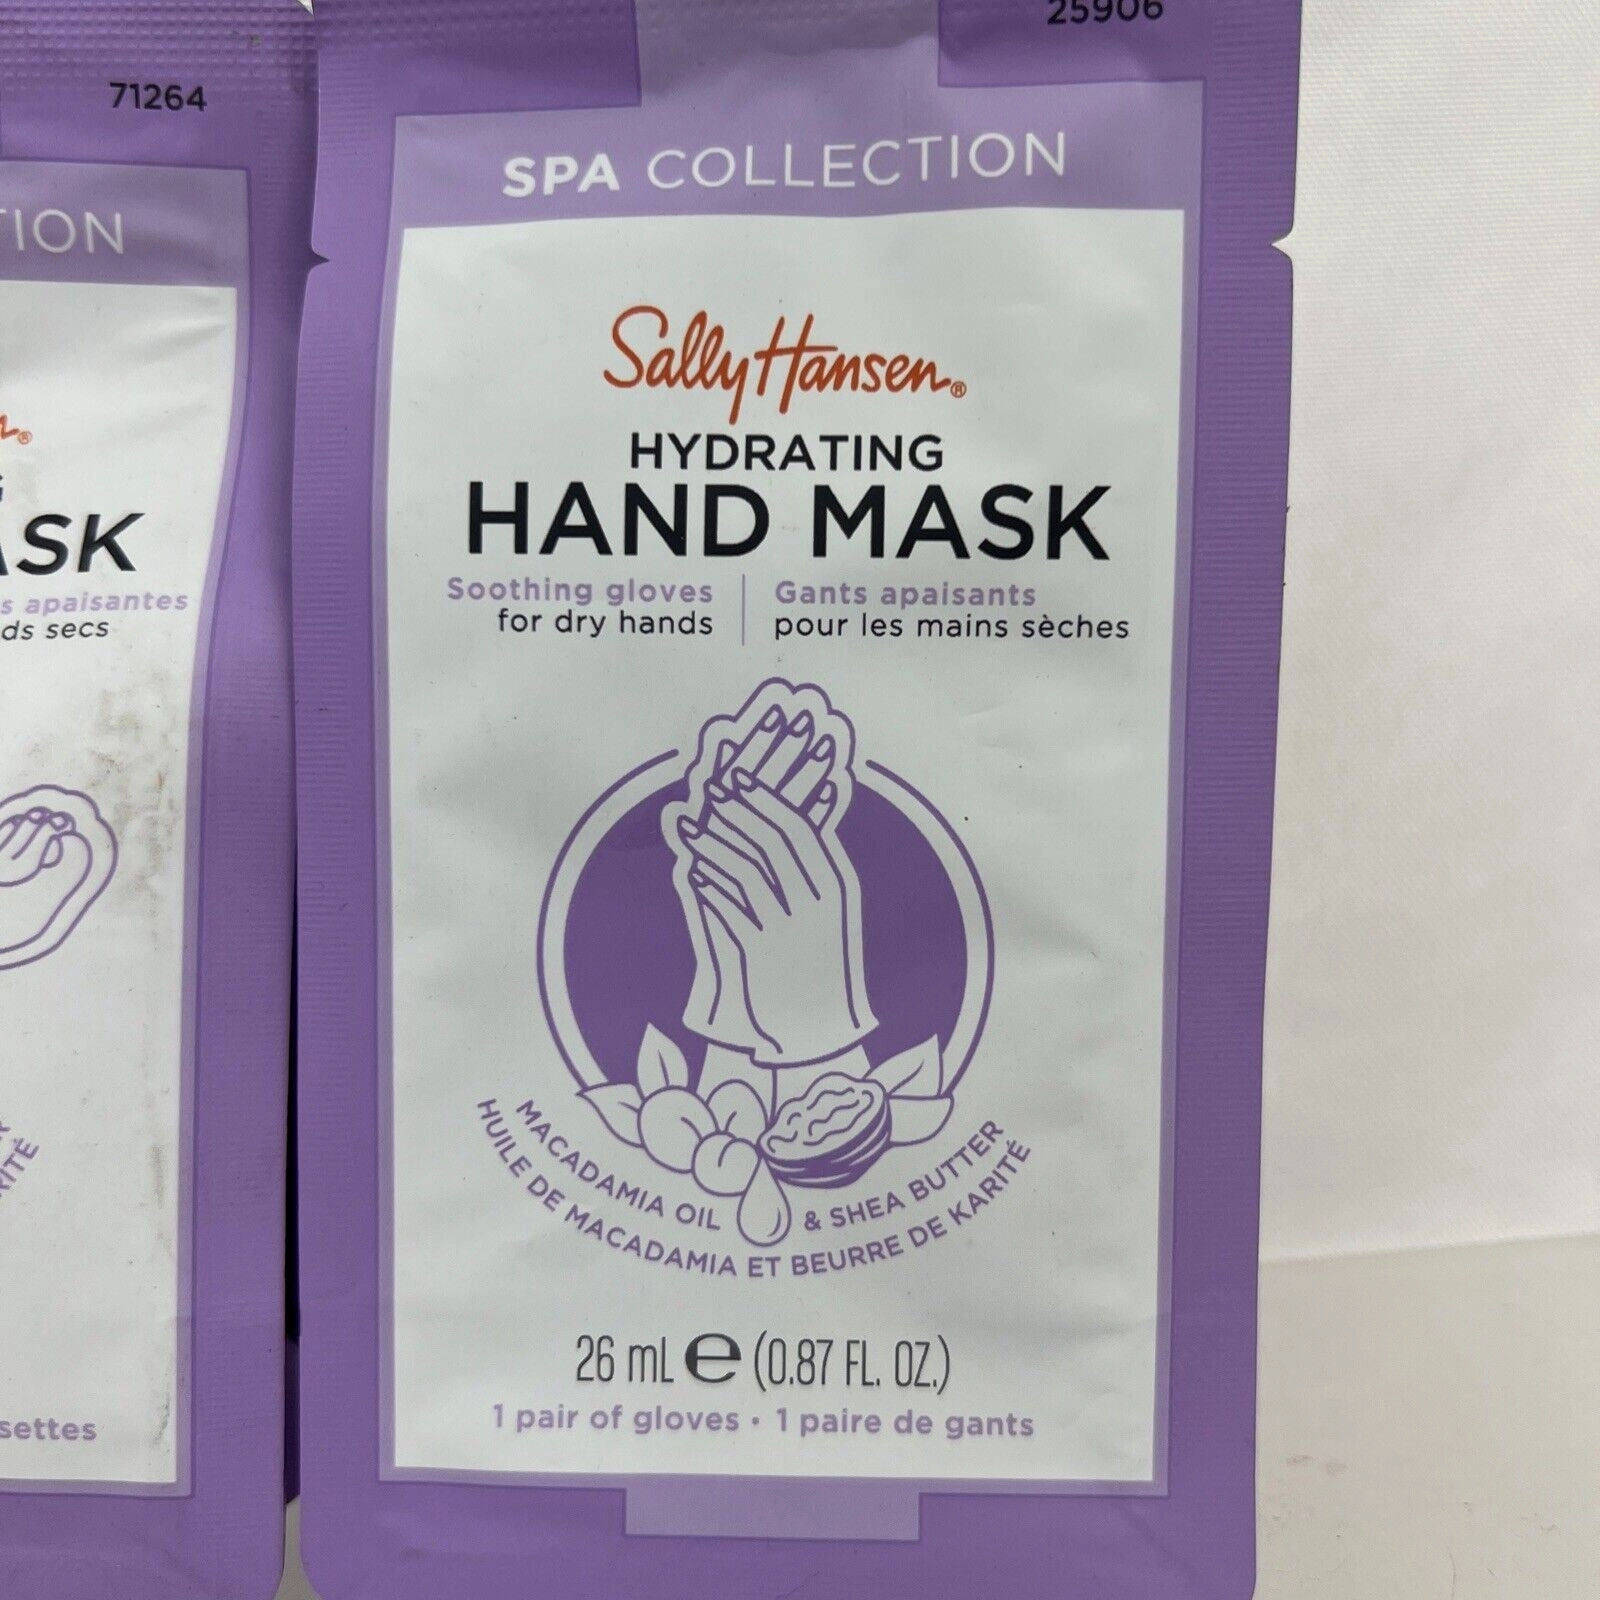 71264
TION
SK
s apaisantes
ds secs
settes
25906
SPA COLLECTION
Sally Hansen®
HYDRATING
HAND MASK
Soothing gloves
for dry hands
Gants apaisants
pour les mains sèches
MACADAMIA OIL & SHEA BUTTER
HUILE DE MACADAMIA ET BEURRE DE KARITÉ
26 mL e (0.87 FL. OZ.)
1 pair of gloves • 1 paire de gants